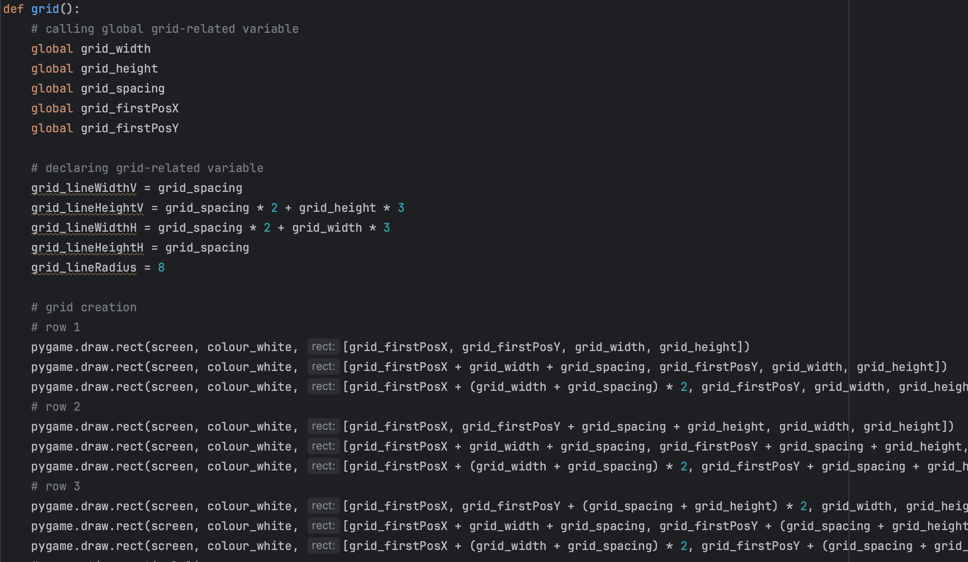 def grid():
# calling global grid-related variable
global grid_width
global grid_height
global grid_spacing
global grid_firstPosX
global grid_firstPosY
# declaring grid-related variable
grid_lineWidthV = grid_spacing
grid_lineHeightV = grid_spacing * 2 + grid_height * 3
grid_lineWidthH = grid_spacing * 2 + grid_width * 3
grid_lineHeightH = grid_spacing
grid_lineRadius = 8
# grid creation
# row 1
pygame.draw.rect(screen, colour_white, rect: [grid_firstPosX, grid_firstPosY, grid_width, grid_height])
pygame.draw.rect(screen, colour_white, rect: [grid_firstPosX + grid_width + grid_spacing, grid_firstPosY, grid_width, grid_height])
pygame.draw.rect(screen, colour_white, rect: [grid_firstPosX + (grid_width + grid_spacing) * 2, grid_firstPosY, grid_width, grid_heigh
# row 2
pygame.draw.rect(screen, colour_white, rect: [grid_firstPosX, grid_firstPosY + grid_spacing + grid_height, grid_width, grid_height])
pygame.draw.rect(screen, colour_white, rect: [grid_firstPosX + grid_width + grid_spacing, grid_firstPosY + grid_spacing + grid_height,
pygame.draw.rect(screen, colour_white, rect: [grid_firstPosX + (grid_width + grid_spacing) * 2, grid_firstPosY + grid_spacing + grid_h
# row 3
pygame.draw.rect(screen, colour_white, rect: [grid_firstPosX, grid_firstPosY + (grid_spacing + grid_height) * 2, grid_width, grid_heig
pygame.draw.rect(screen, colour_white, rect: [grid_firstPosX + grid_width + grid_spacing, grid_firstPosY + (grid_spacing + grid_height
pygame.draw.rect(screen, colour_white, rect: [grid_firstPosX + (grid_width + grid_spacing) * 2, grid_firstPosY + (grid_spacing + grid_